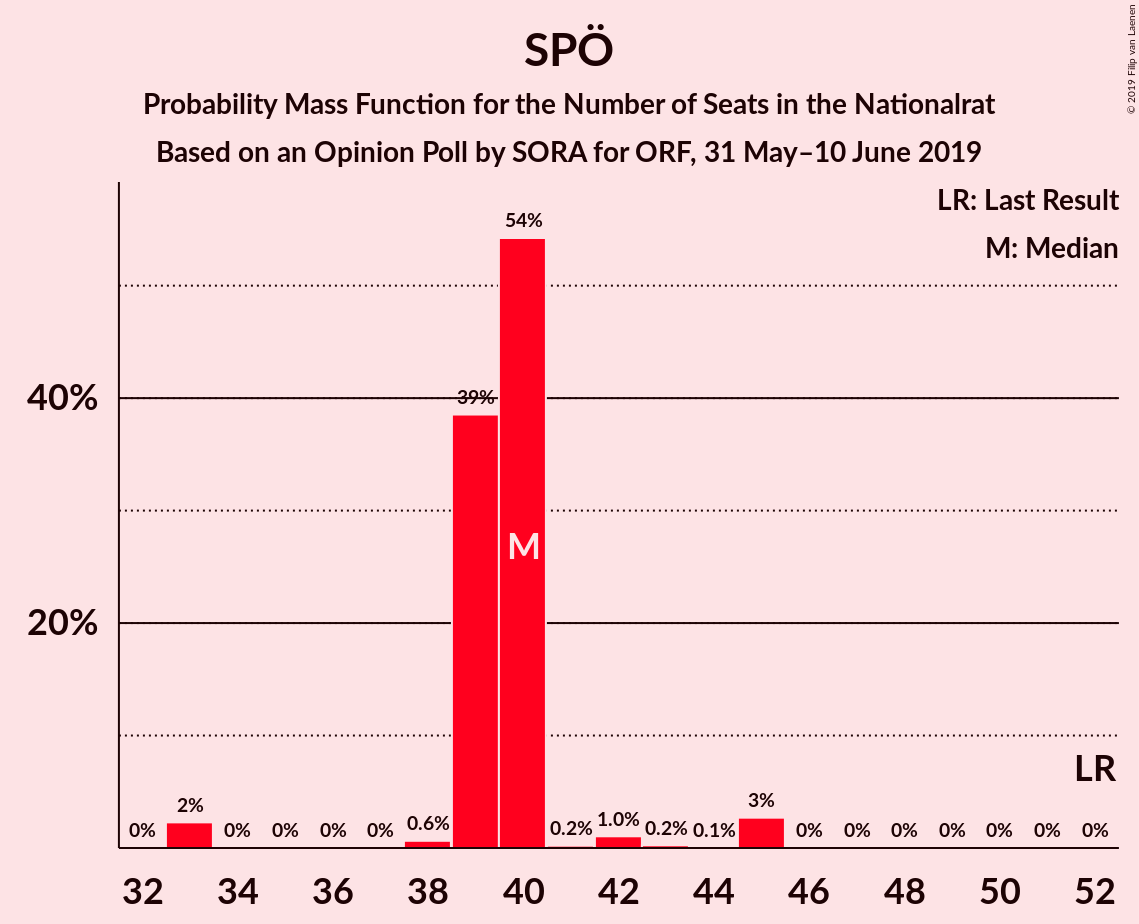 SPÖ
Probability Mass Function for the Number of Seats in the Nationalrat
Based on an Opinion Poll by SORA for ORF, 31 May–10 June 2019
© 2019 Filip van Laenen
LR: Last Result
M: Median
54%
40%
39%
M
20%
LR
0% 2% 0% 0% 0% 0% 0.6% 0.2% 1.0% 0.2% 0.1% 3% 0% 0% 0% 0% 0% 0% 0%
32 34 36 38 40 42 44 46 48 50 52